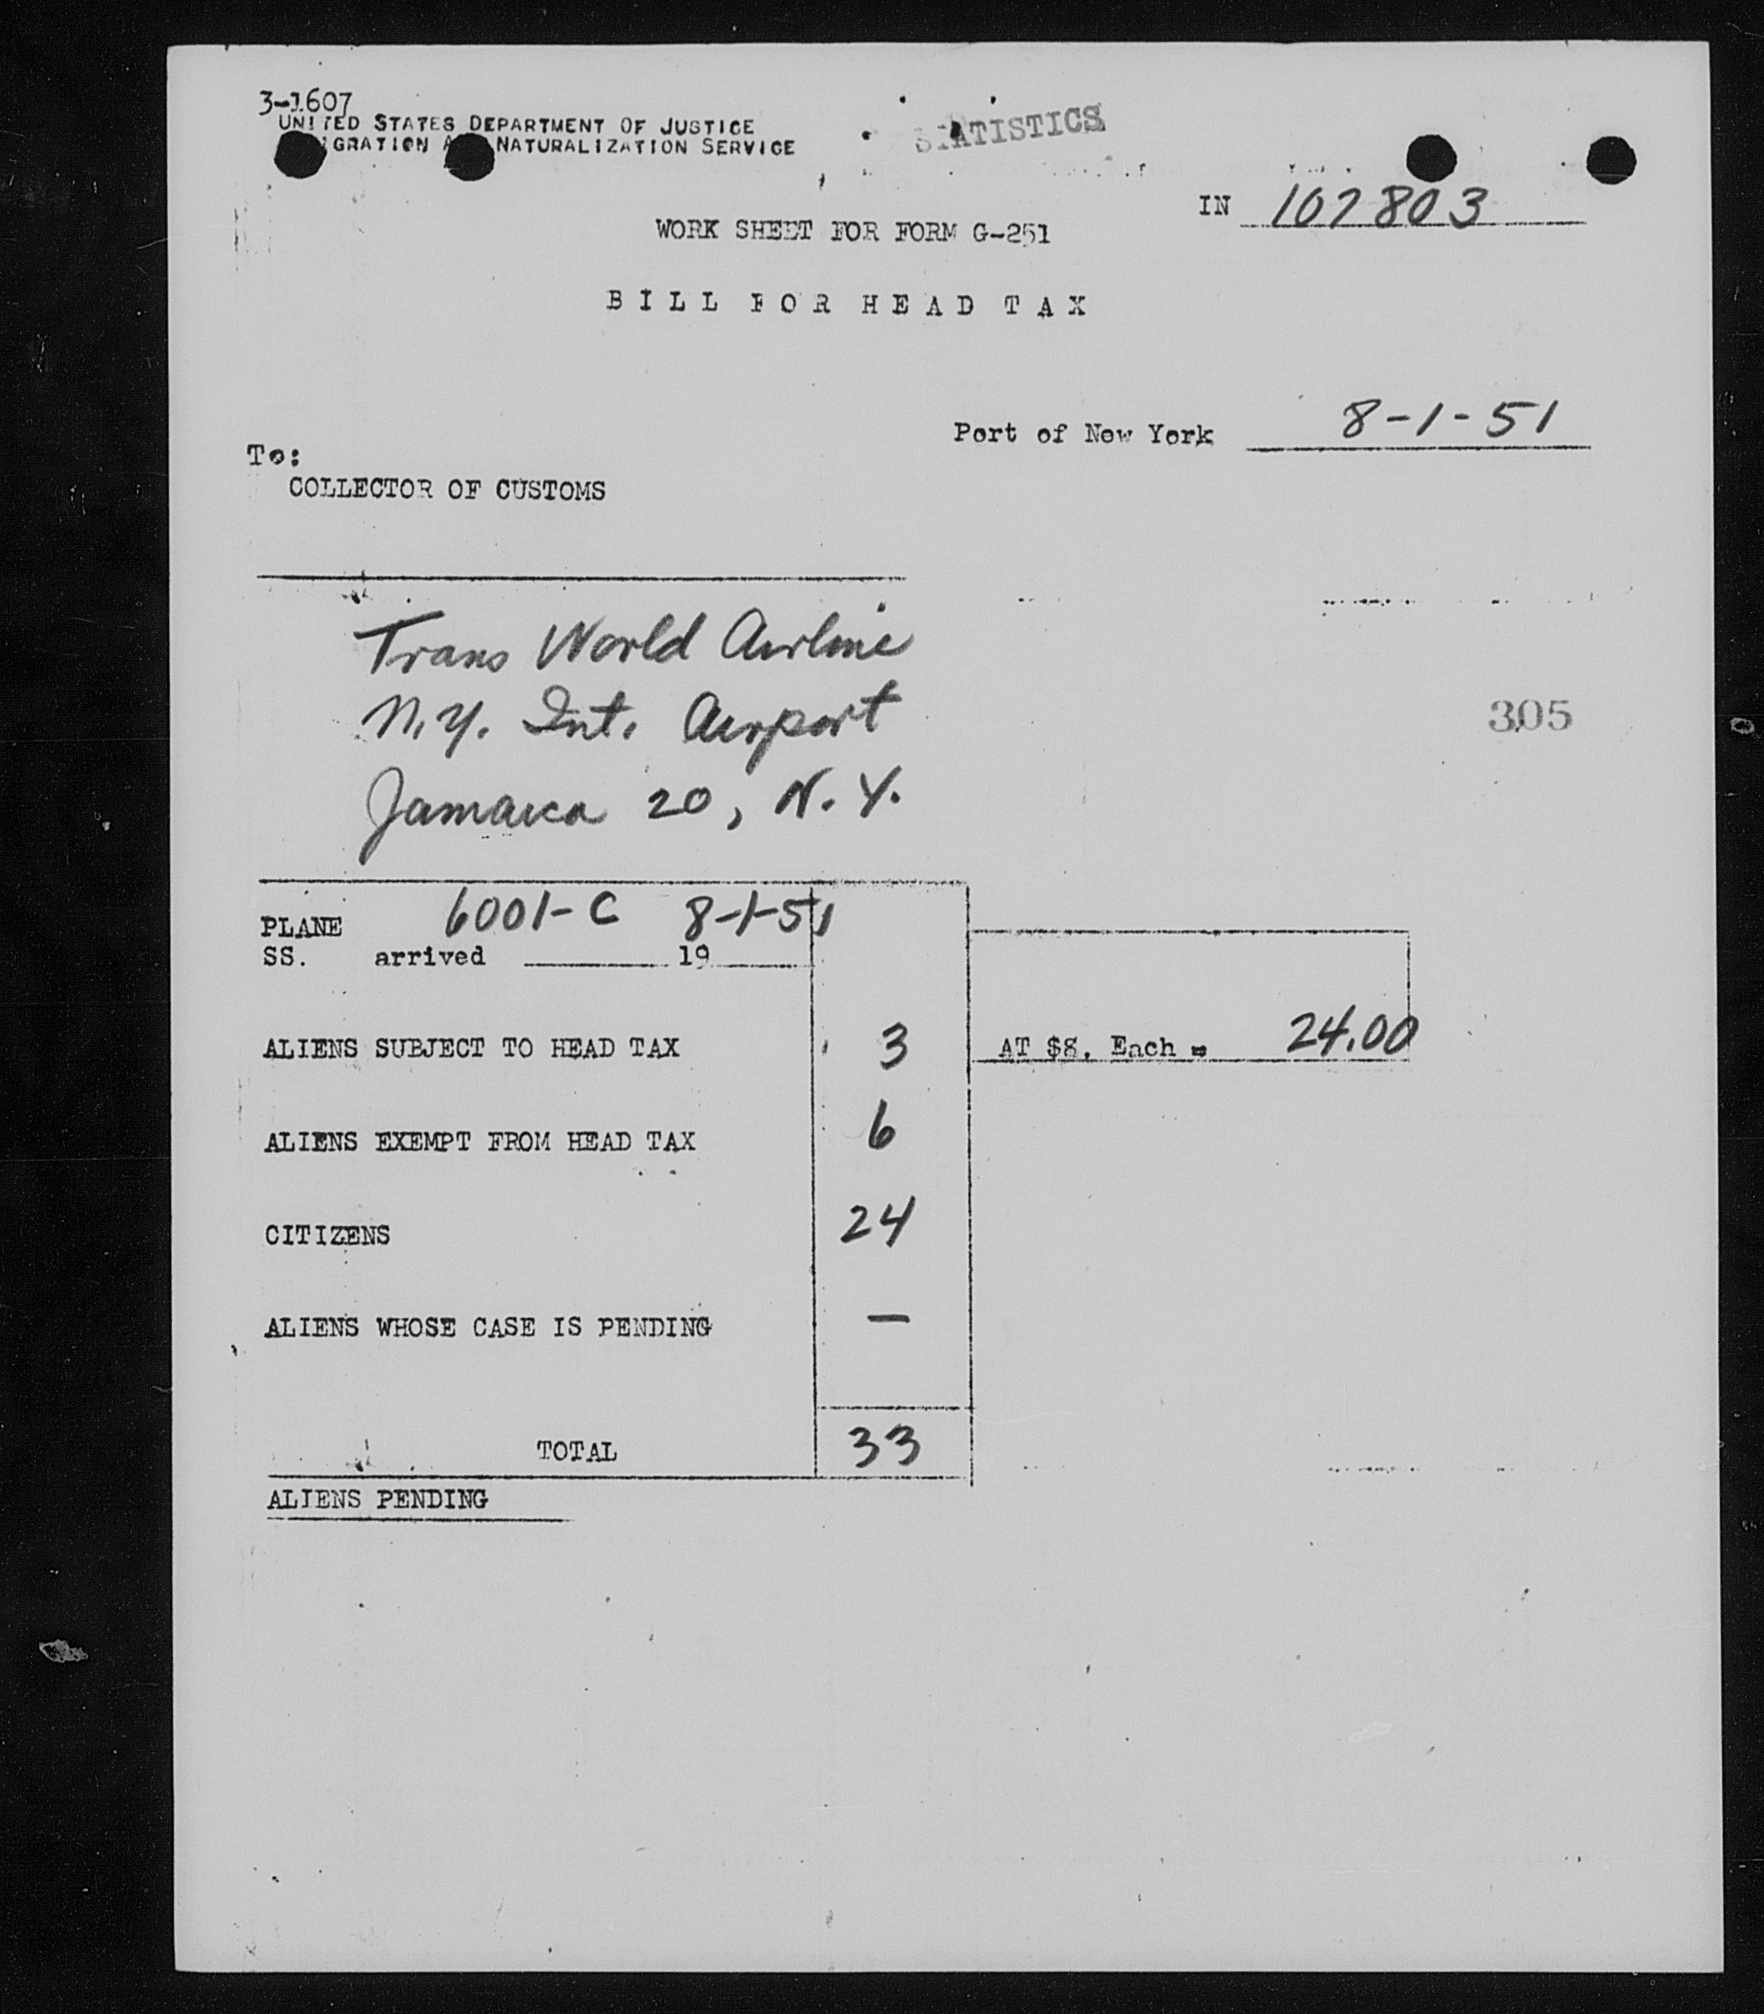 3-1607
UNITED STATES DEPARTMENT OF JUSTICE
IGRATION A NATURALIZATION SERVICE
STATISTICS
IN 107803
WORK SHEET FOR FORM G-251
BILL FOR HEAD TAX
Port of New York 8-1-51
To:
COLLECTOR OF CUSTOMS
Trans World Airline
N.Y. Int. Airport
305
Jamaica 20, N.Y.
PLANE 6001-C 8-1-51
SS. arrived 19
ALIENS SUBJECT TO HEAD TAX 3 AT $8. Each = 24.00
ALIENS EXEMPT FROM HEAD TAX 6
CITIZENS 24
ALIENS WHOSE CASE IS PENDING —
TOTAL 33
ALIENS PENDING